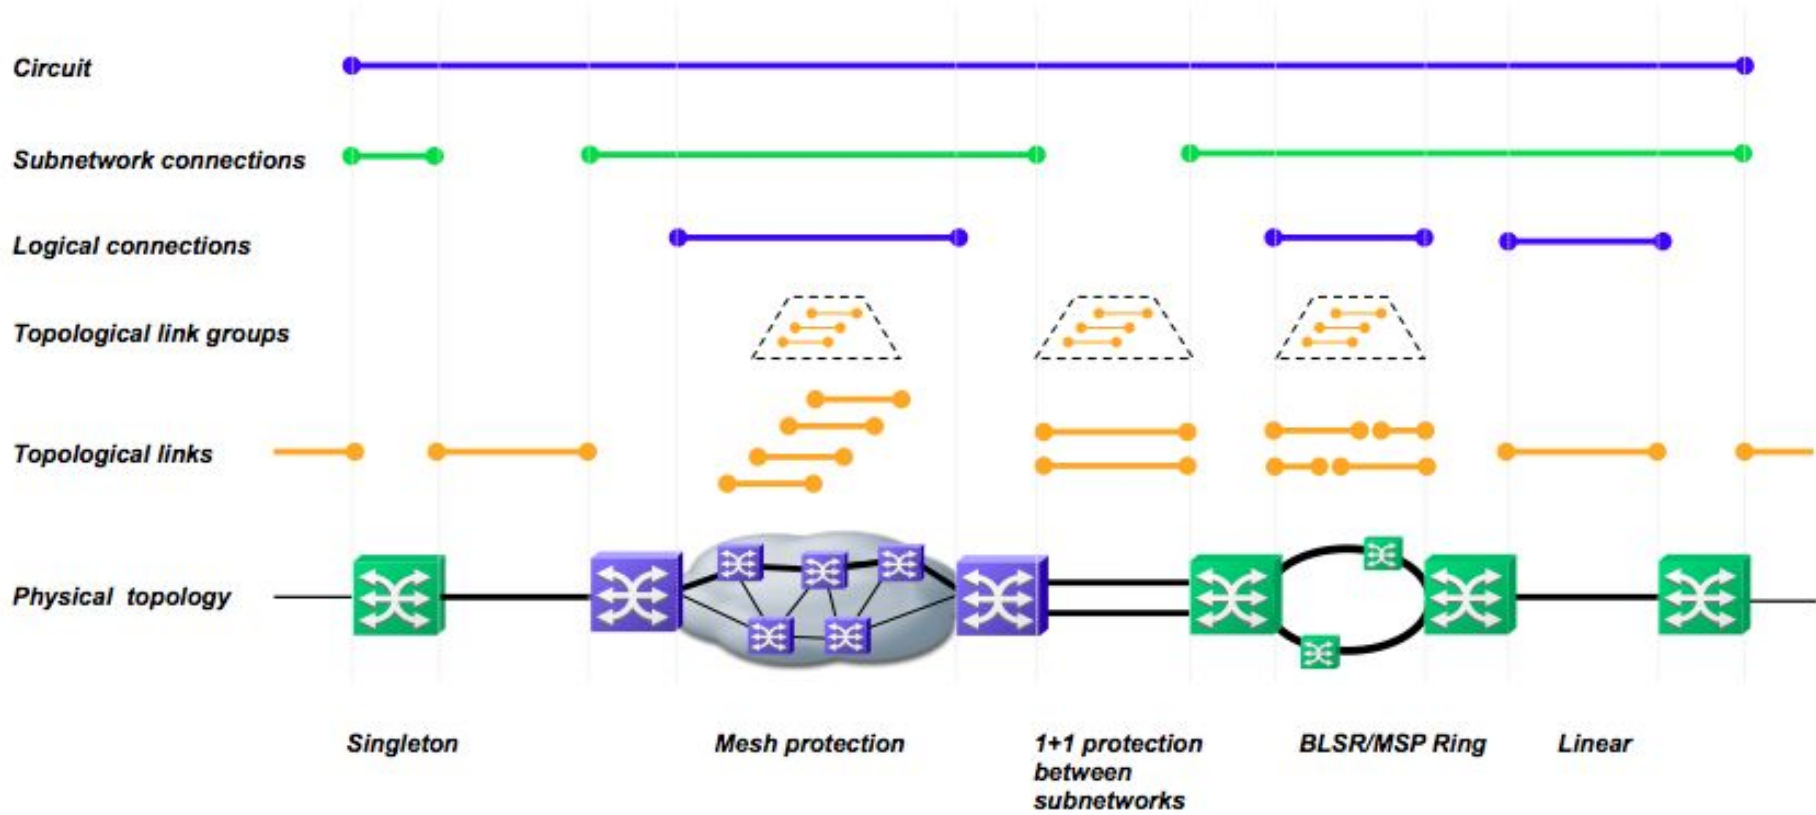 Circuit
Subnetwork connections
Logical connections
Topological link groups
Topological links
Physical topology
Singleton
Mesh protection
1+1 protection
between
subnetworks
BLSR/MSP Ring
Linear